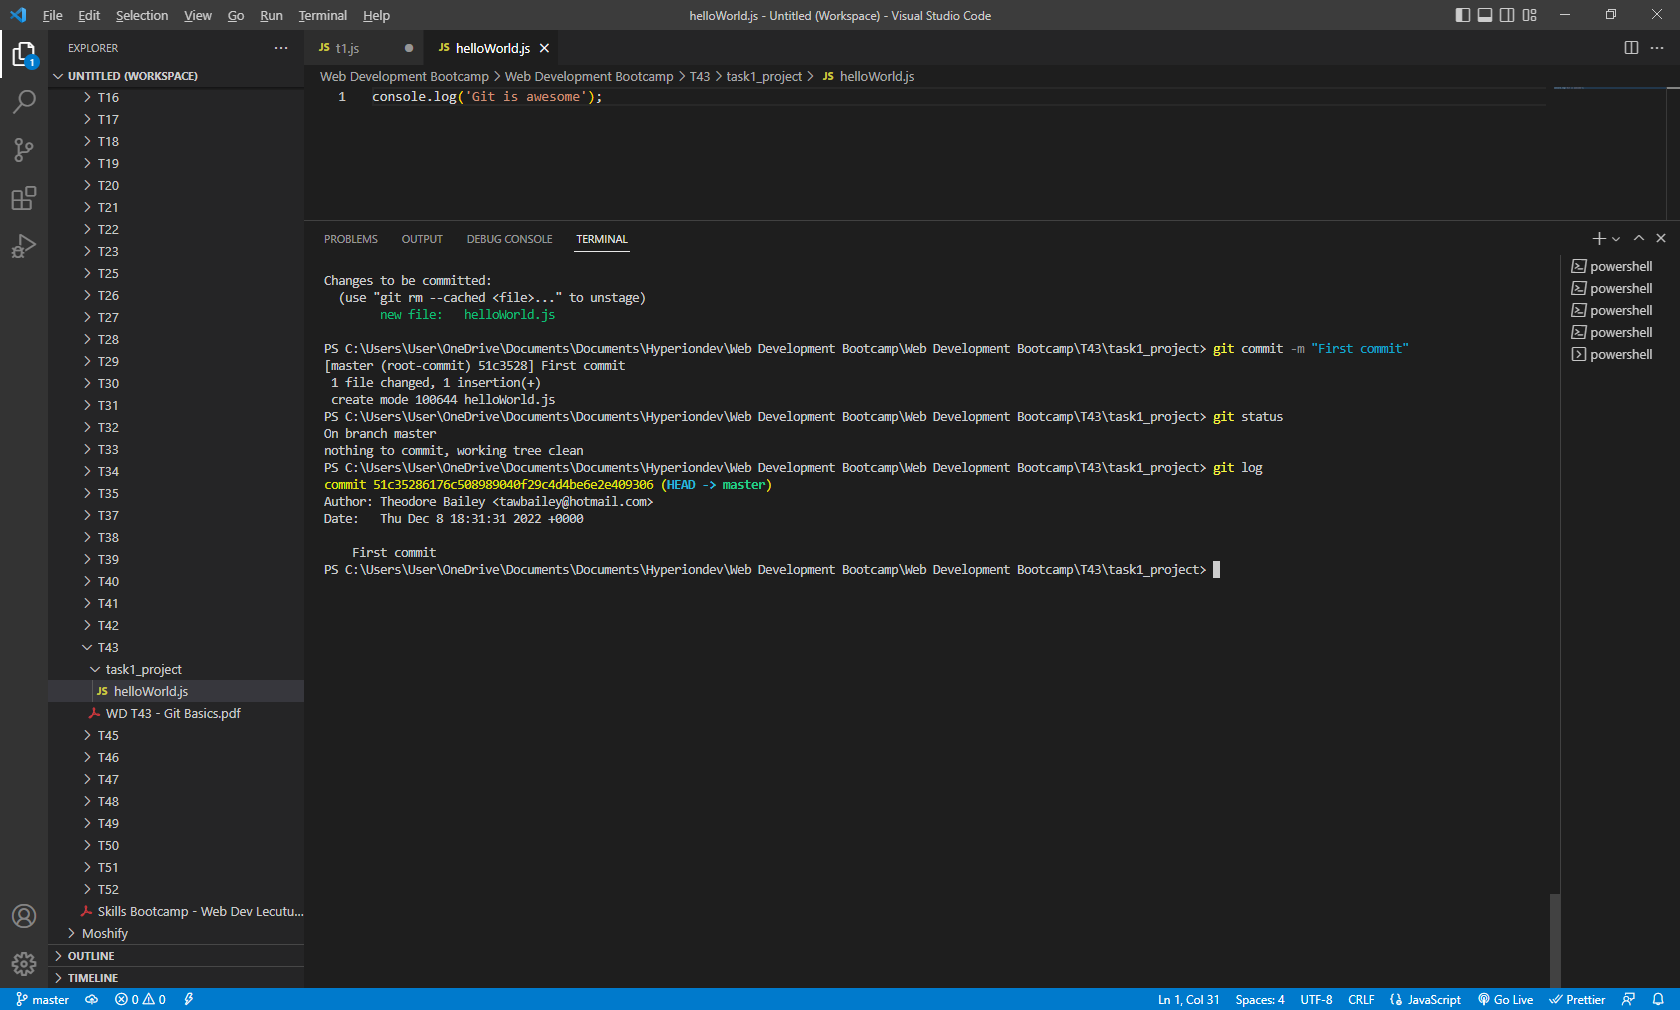 File Edit Selection View Go Run Terminal Help
helloWorld.js - Untitled (Workspace) - Visual Studio Code
EXPLORER
1
UNTITLED (WORKSPACE)
T16
T17
T18
T19
T20
T21
T22
T23
T25
T26
T27
T28
T29
T30
T31
T32
T33
T34
T35
T37
T38
T39
T40
T41
T42
T43
task1_project
JS helloWorld.js
WD T43 - Git Basics.pdf
T45
T46
T47
T48
T49
T50
T51
T52
Skills Bootcamp - Web Dev Lecutu...
Moshify
OUTLINE
TIMELINE
JS t1.js
JS helloWorld.js
Web Development Bootcamp > Web Development Bootcamp > T43 > task1_project > JS helloWorld.js
1 console.log('Git is awesome');
PROBLEMS OUTPUT DEBUG CONSOLE TERMINAL
Changes to be committed:
(use "git rm --cached <file>..." to unstage)
new file: helloWorld.js
PS C:\Users\User\OneDrive\Documents\Documents\Hyperiondev\Web Development Bootcamp\Web Development Bootcamp\T43\task1_project> git commit -m "First commit"
[master (root-commit) 51c3528] First commit
1 file changed, 1 insertion(+)
create mode 100644 helloWorld.js
PS C:\Users\User\OneDrive\Documents\Documents\Hyperiondev\Web Development Bootcamp\Web Development Bootcamp\T43\task1_project> git status
On branch master
nothing to commit, working tree clean
PS C:\Users\User\OneDrive\Documents\Documents\Hyperiondev\Web Development Bootcamp\Web Development Bootcamp\T43\task1_project> git log
commit 51c35286176c508989040f29c4d4be6e2e409306 (HEAD -> master)
Author: Theodore Bailey <tawbailey@hotmail.com>
Date: Thu Dec 8 18:31:31 2022 +0000
First commit
PS C:\Users\User\OneDrive\Documents\Documents\Hyperiondev\Web Development Bootcamp\Web Development Bootcamp\T43\task1_project>
powershell
powershell
powershell
powershell
powershell
master 0 0
Ln 1, Col 31 Spaces: 4 UTF-8 CRLF JavaScript Go Live Prettier